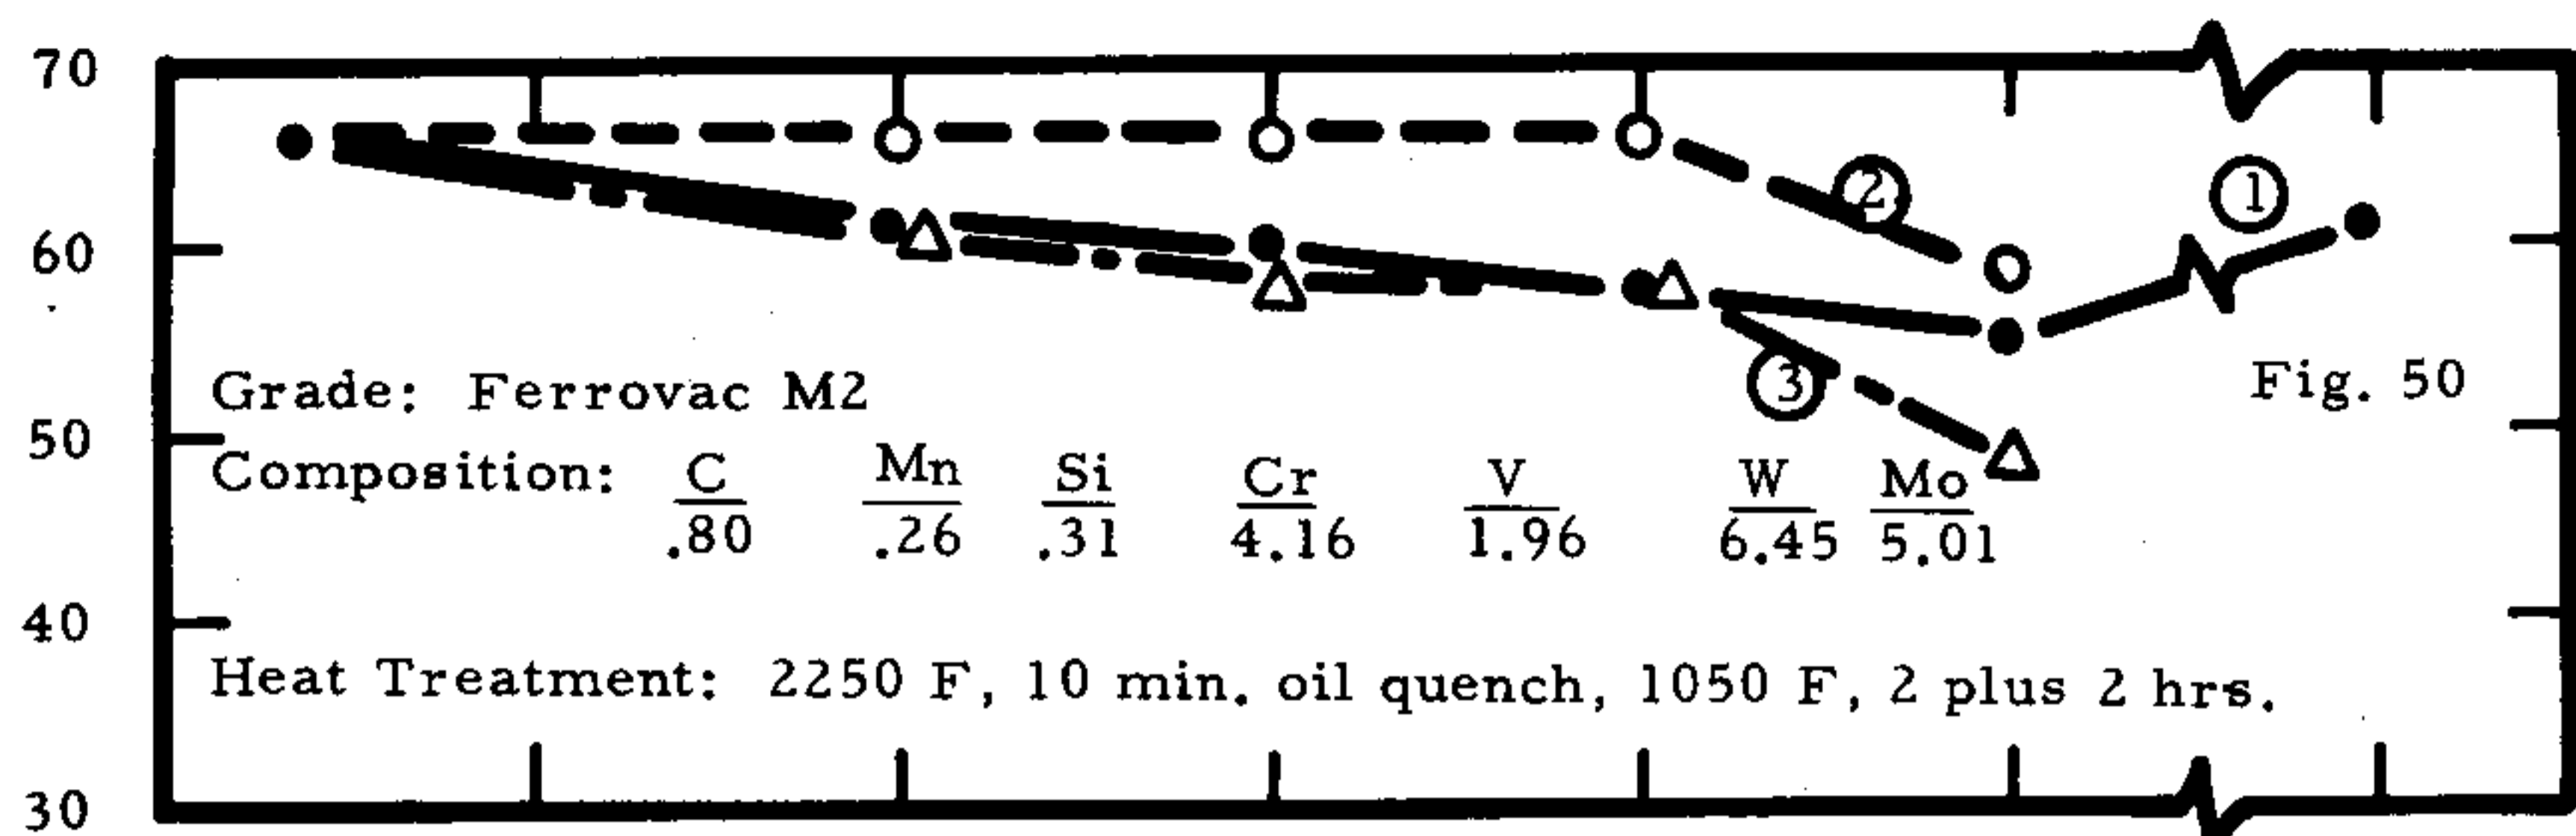 70
② ①
60
③
Grade: Ferrovac M2 Fig. 50
50
Composition: C Mn Si Cr V W Mo
.80 .26 .31 4.16 1.96 6.45 5.01
40
Heat Treatment: 2250 F, 10 min. oil quench, 1050 F, 2 plus 2 hrs.
30